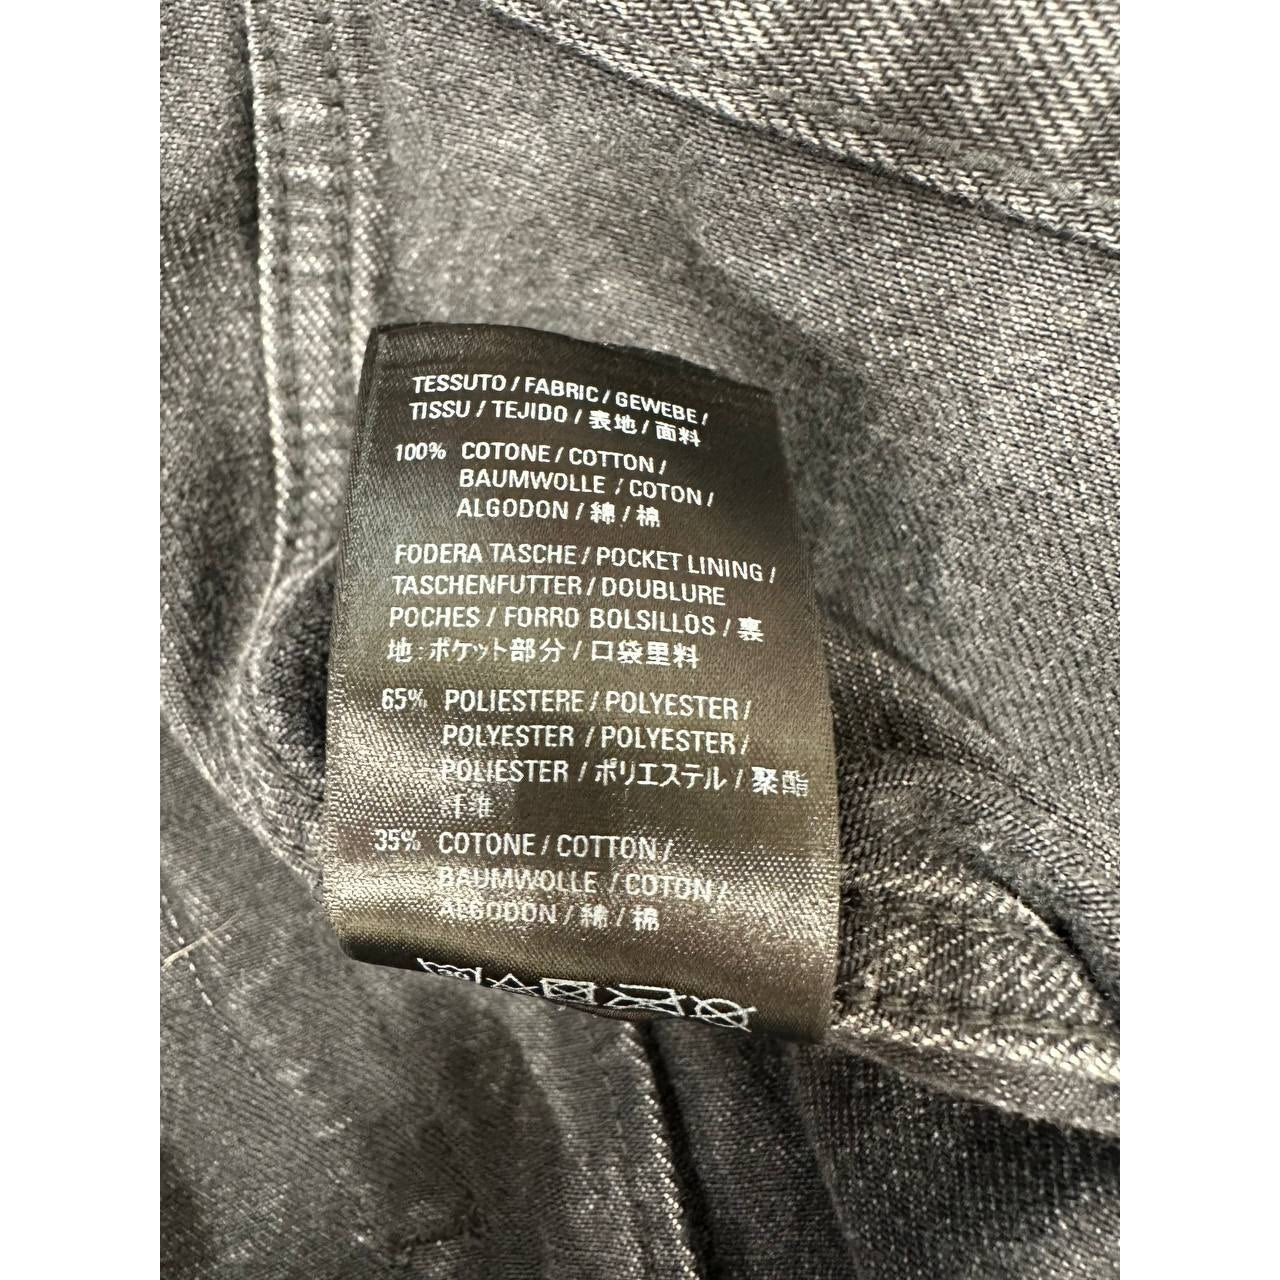 TESSUTO / FABRIC / GEWEBE /
TISSU / TEJIDO / 表地 / 面料
100% COTONE / COTTON /
BAUMWOLLE / COTON /
ALGODON / 綿 / 棉
FODERA TASCHE / POCKET LINING /
TASCHENFUTTER / DOUBLURE
POCHES / FORRO BOLSILLOS / 裏
地:ポケット部分 / 口袋里料
65% POLIESTERE / POLYESTER /
POLYESTER / POLYESTER /
POLIESTER / ポリエステル / 聚酯
35% COTONE / COTTON /
BAUMWOLLE / COTON /
ALGODON / 綿 / 棉
30